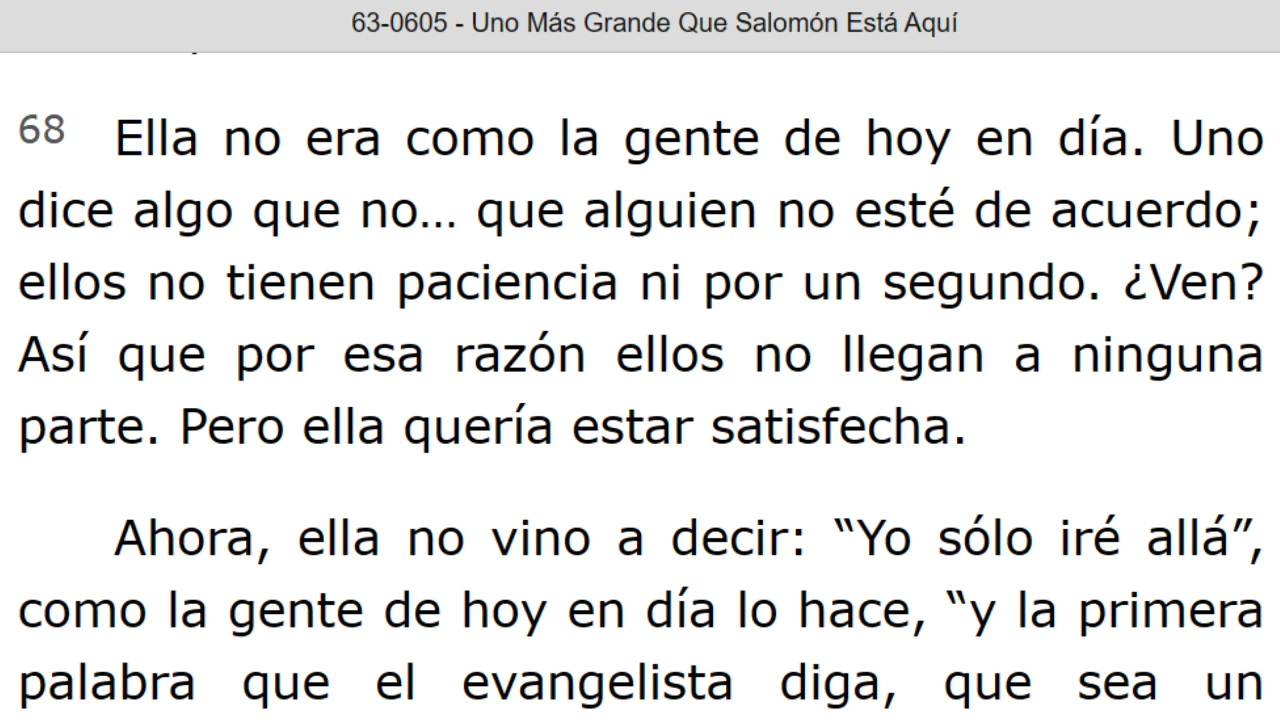 63-0605 - Uno Más Grande Que Salomón Está Aquí
68 Ella no era como la gente de hoy en día. Uno
dice algo que no... que alguien no esté de acuerdo;
ellos no tienen paciencia ni por un segundo. ¿Ven?
Así que por esa razón ellos no llegan a ninguna
parte. Pero ella quería estar satisfecha.
Ahora, ella no vino a decir: “Yo sólo iré allá”,
como la gente de hoy en día lo hace, “y la primera
palabra que el evangelista diga, que sea un